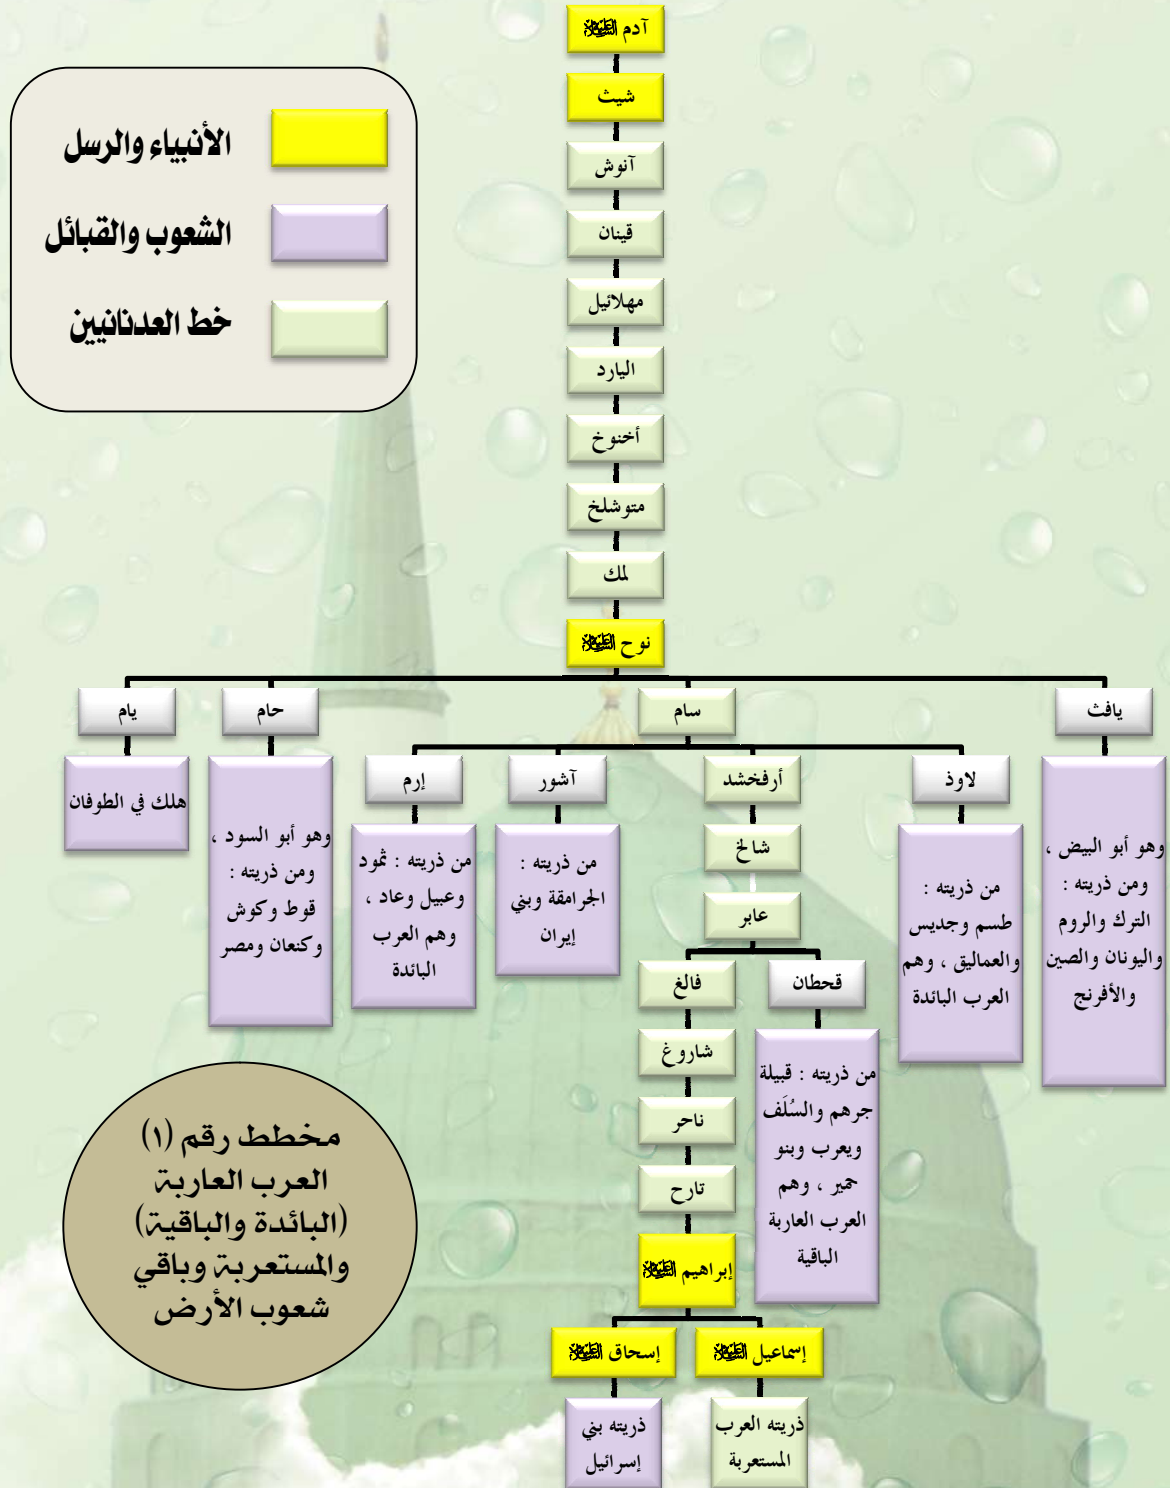 آدم عليه السلام
شيث
آنوش
قينان
مهلائيل
اليارد
أخنوخ
متوشلخ
لمك
نوح عليه السلام
الأنبياء والرسل
الشعوب والقبائل
خط العدنانيين
يافث
سام
حام
يام
وهو أبو البيض ،
ومن ذريته :
الترك والروم
واليونان والصين
والأفرنج
لاوذ
من ذريته :
طسم وجديس
والعماليق ، وهم
العرب البائدة
أرفخشد
شالخ
عابر
آشور
من ذريته :
الجرامقة وبني
إيران
إرم
من ذريته : ثمود
وعبيل وعاد ،
وهم العرب
البائدة
وهو أبو السود ،
ومن ذريته :
قوط وكوش
وكنعان ومصر
هلك في الطوفان
قحطان
من ذريته : قبيلة
جرهم والسُلَف
ويعرب وبنو
حمير ، وهم
العرب العاربة
الباقية
فالغ
شاروغ
ناحر
تارح
إبراهيم عليه السلام
إسماعيل عليه السلام
إسحاق عليه السلام
ذريته العرب
المستعربة
ذريته بني
إسرائيل
مخطط رقم (١)
العرب العاربة
(البائدة والباقية)
والمستعربة وباقي
شعوب الأرض